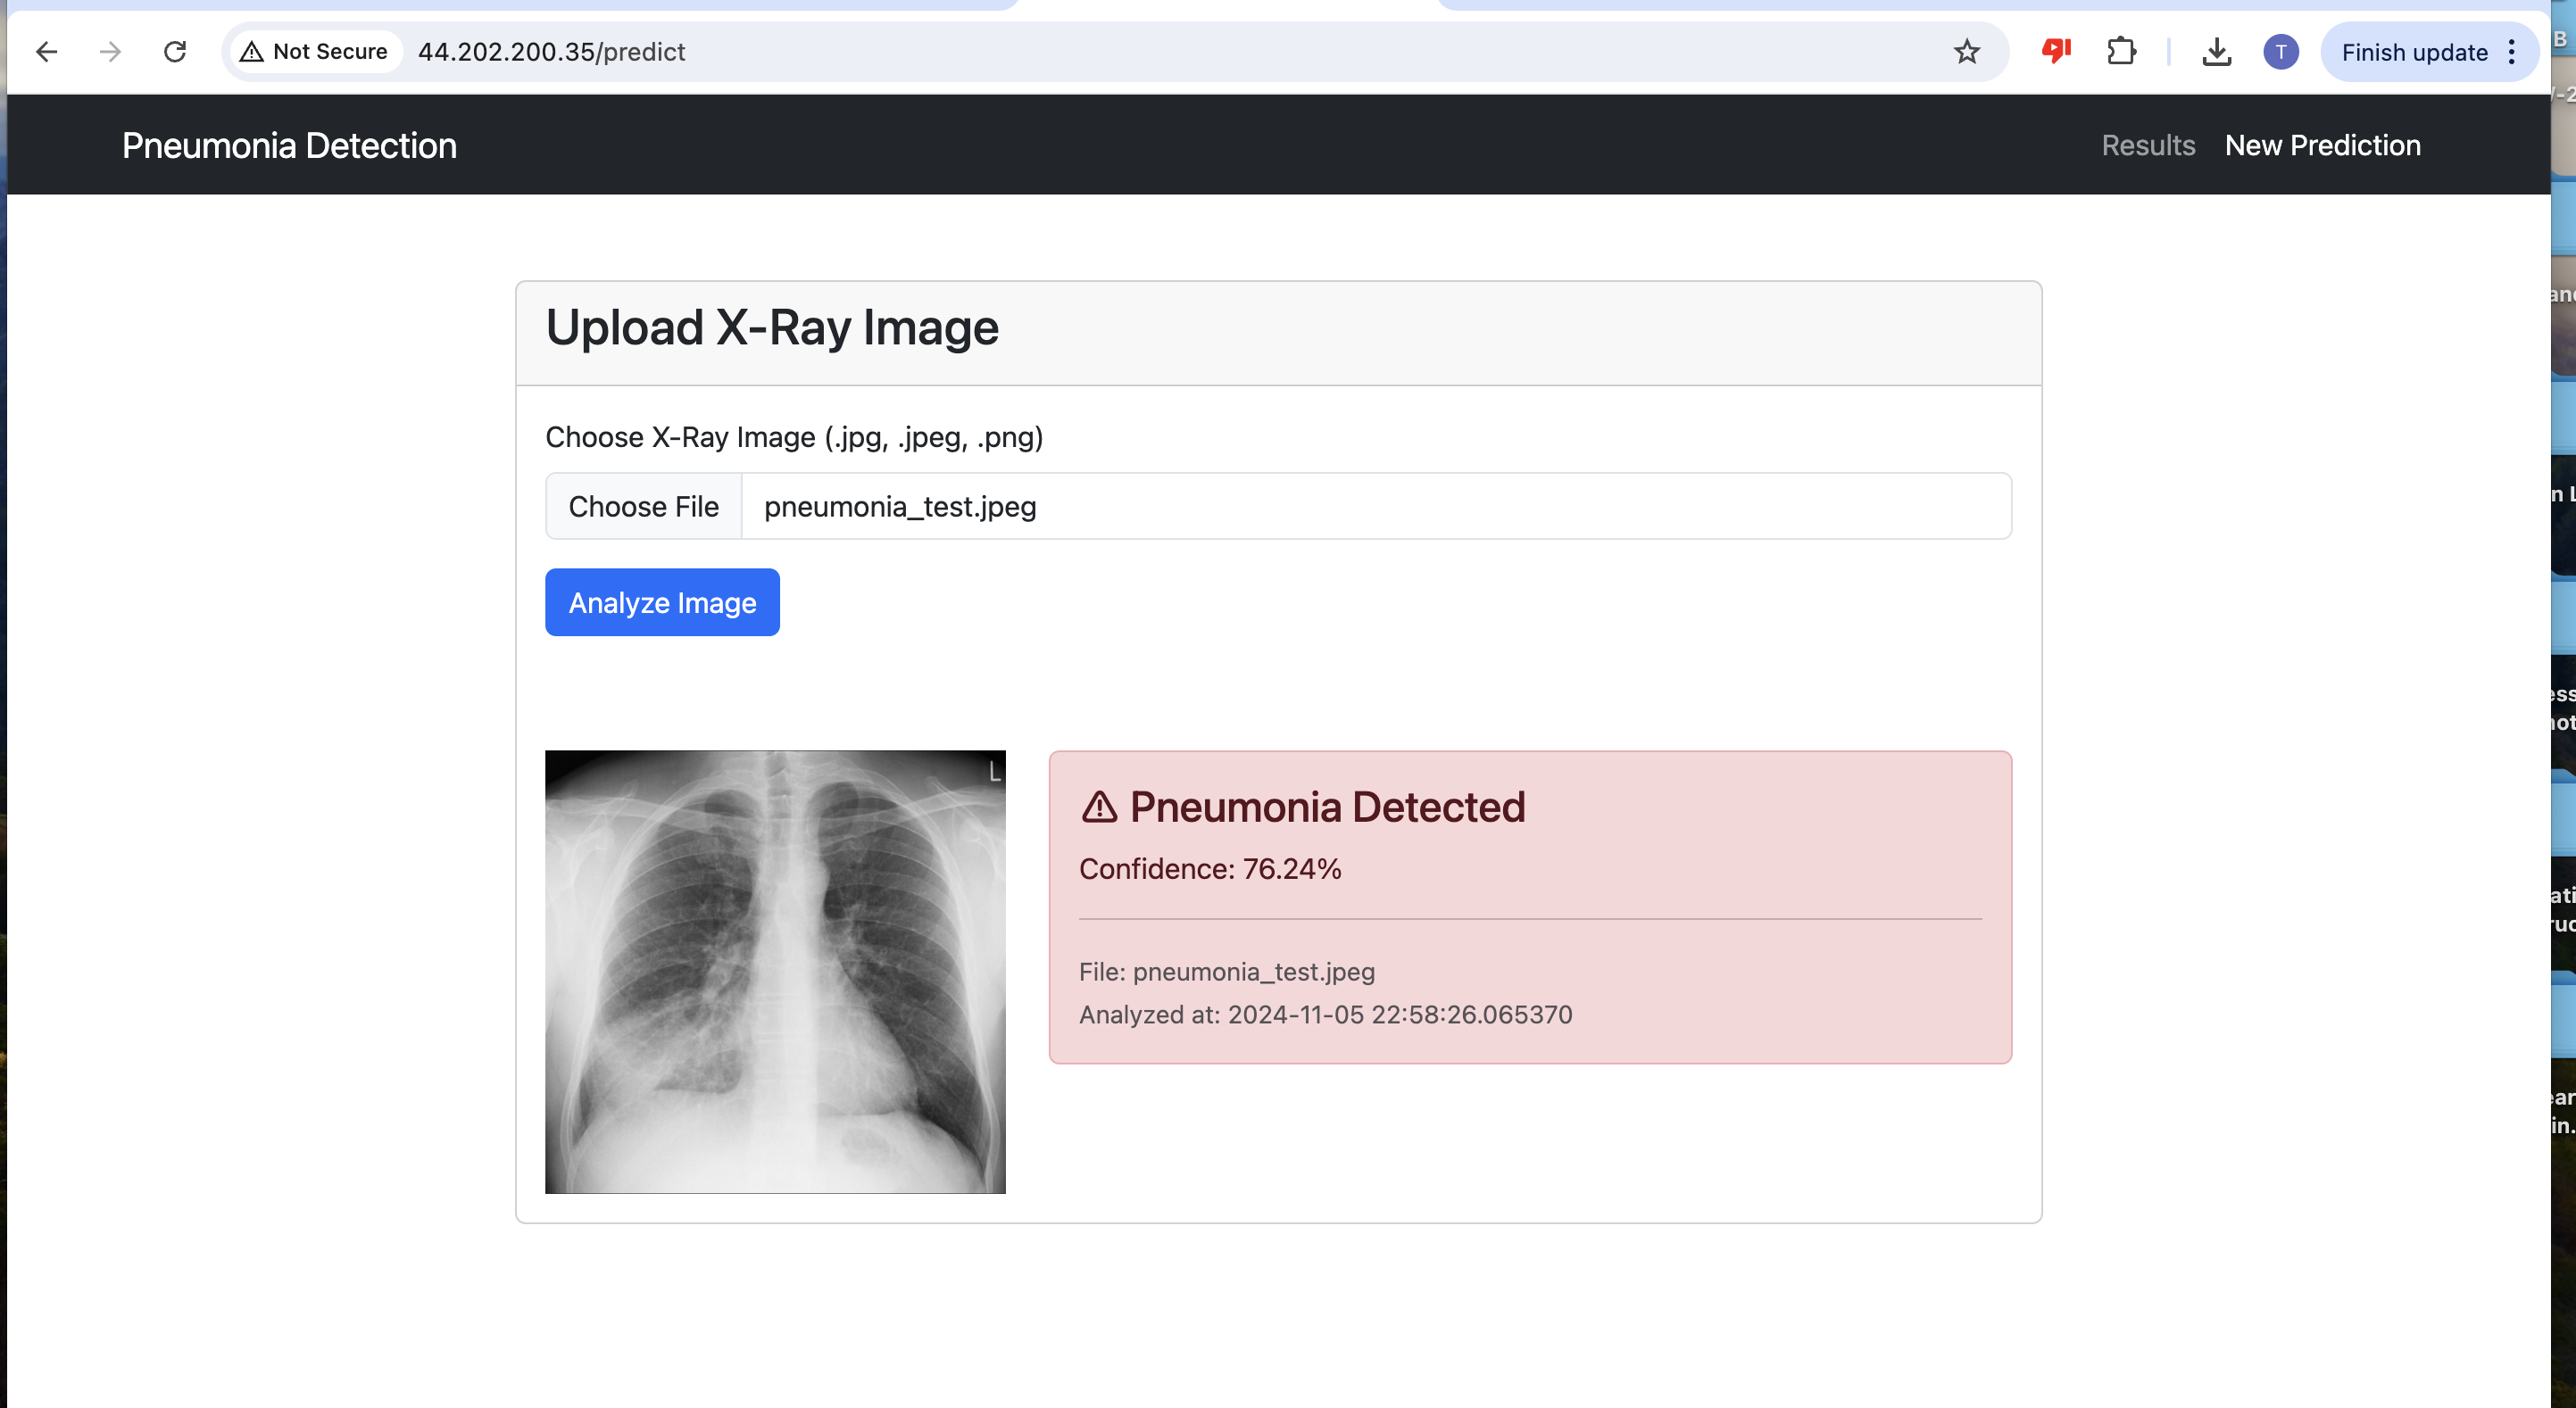 Not Secure 44.202.200.35/predict T Finish update
Pneumonia Detection Results New Prediction
Upload X-Ray Image
Choose X-Ray Image (.jpg, .jpeg, .png)
Choose File pneumonia_test.jpeg
Analyze Image
L
Pneumonia Detected
Confidence: 76.24%
File: pneumonia_test.jpeg
Analyzed at: 2024-11-05 22:58:26.065370